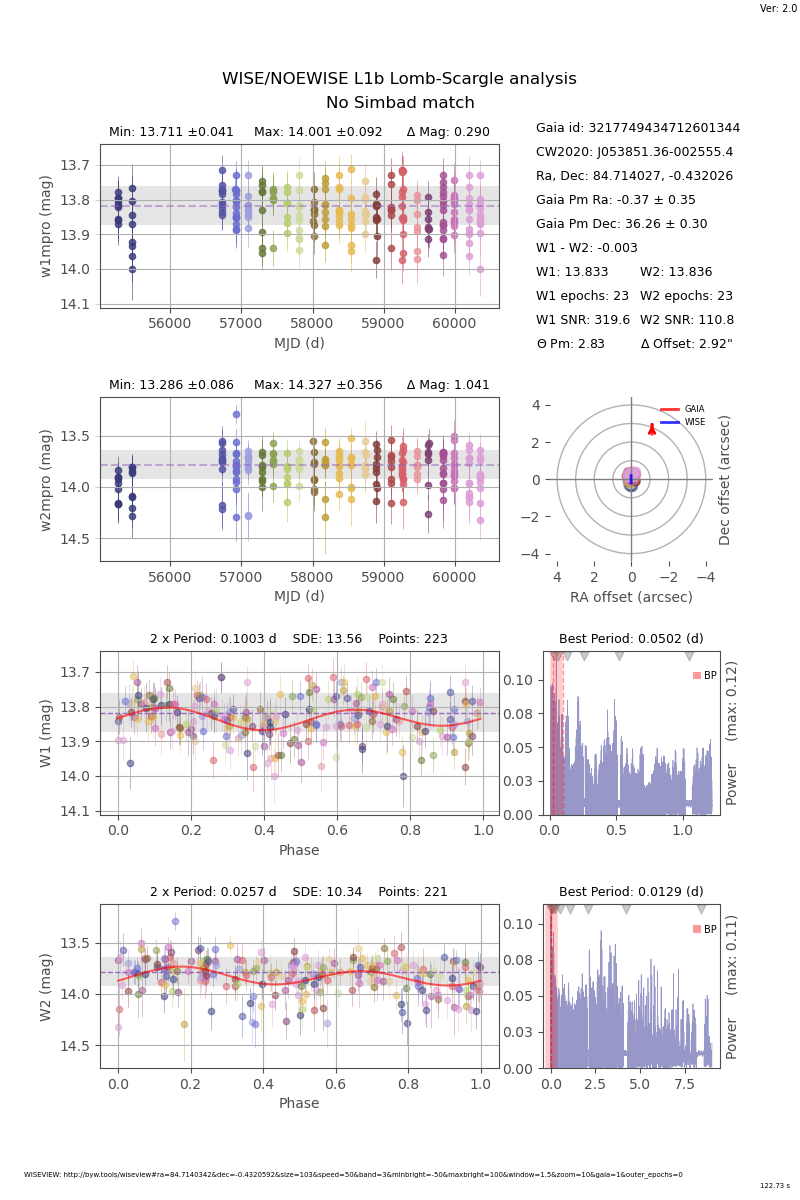 Ver: 2.0
WISE/NOEWISE L1b Lomb-Scargle analysis
No Simbad match
Min: 13.711 ±0.041 Max: 14.001 ±0.092 Δ Mag: 0.290
13.7
13.8
13.9
14.0
14.1
w1mpro (mag)
56000 57000 58000 59000 60000
MJD (d)
Gaia id: 3217749434712601344
CW2020: J053851.36-002555.4
Ra, Dec: 84.714027, -0.432026
Gaia Pm Ra: -0.37 ± 0.35
Gaia Pm Dec: 36.26 ± 0.30
W1 - W2: -0.003
W1: 13.833 W2: 13.836
W1 epochs: 23 W2 epochs: 23
W1 SNR: 319.6 W2 SNR: 110.8
Θ Pm: 2.83 Δ Offset: 2.92"
Min: 13.286 ±0.086 Max: 14.327 ±0.356 Δ Mag: 1.041
13.5
14.0
14.5
w2mpro (mag)
56000 57000 58000 59000 60000
MJD (d)
GAIA
WISE
4
2
0
−2
−4
4 2 0 −2 −4
RA offset (arcsec)
Dec offset (arcsec)
2 x Period: 0.1003 d SDE: 13.56 Points: 223
13.7
13.8
13.9
14.0
14.1
W1 (mag)
0.0 0.2 0.4 0.6 0.8 1.0
Phase
Best Period: 0.0502 (d)
BP
0.10
0.08
0.05
0.03
0.00
0.0 0.5 1.0
Power (max: 0.12)
2 x Period: 0.0257 d SDE: 10.34 Points: 221
13.5
14.0
14.5
W2 (mag)
0.0 0.2 0.4 0.6 0.8 1.0
Phase
Best Period: 0.0129 (d)
BP
0.10
0.08
0.05
0.03
0.00
0.0 2.5 5.0 7.5
Power (max: 0.11)
WISEVIEW: http://byw.tools/wiseview#ra=84.7140342&dec=-0.4320592&size=103&speed=50&band=3&minbright=-50&maxbright=100&window=1.5&zoom=10&gaia=1&outer_epochs=0
122.73 s